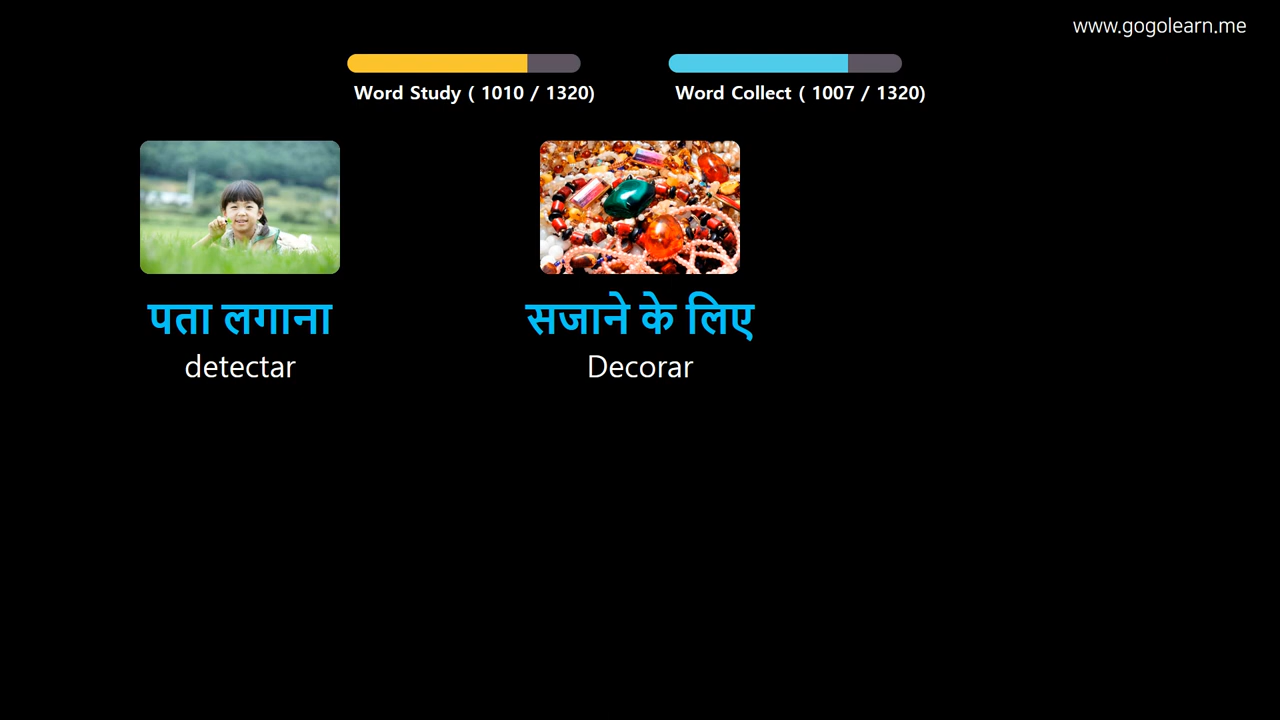 www.gogolearn.me
Word Study ( 1010 / 1320)
Word Collect ( 1007 / 1320)
पता लगाना
detectar
सजाने के लिए
Decorar